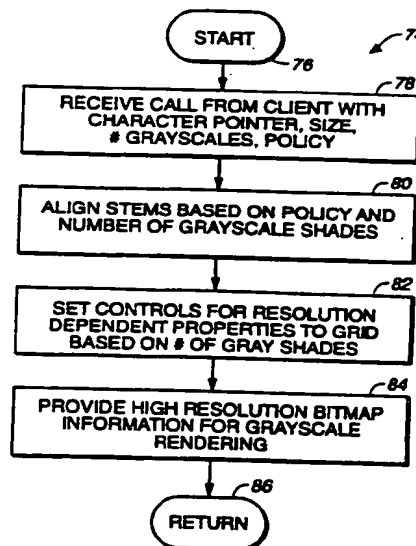 START
76
78
RECEIVE CALL FROM CLIENT WITH
CHARACTER POINTER, SIZE,
# GRAYSCALES, POLICY
80
ALIGN STEMS BASED ON POLICY AND
NUMBER OF GRAYSCALE SHADES
82
SET CONTROLS FOR RESOLUTION
DEPENDENT PROPERTIES TO GRID
BASED ON # OF GRAY SHADES
84
PROVIDE HIGH RESOLUTION BITMAP
INFORMATION FOR GRAYSCALE
RENDERING
86
RETURN